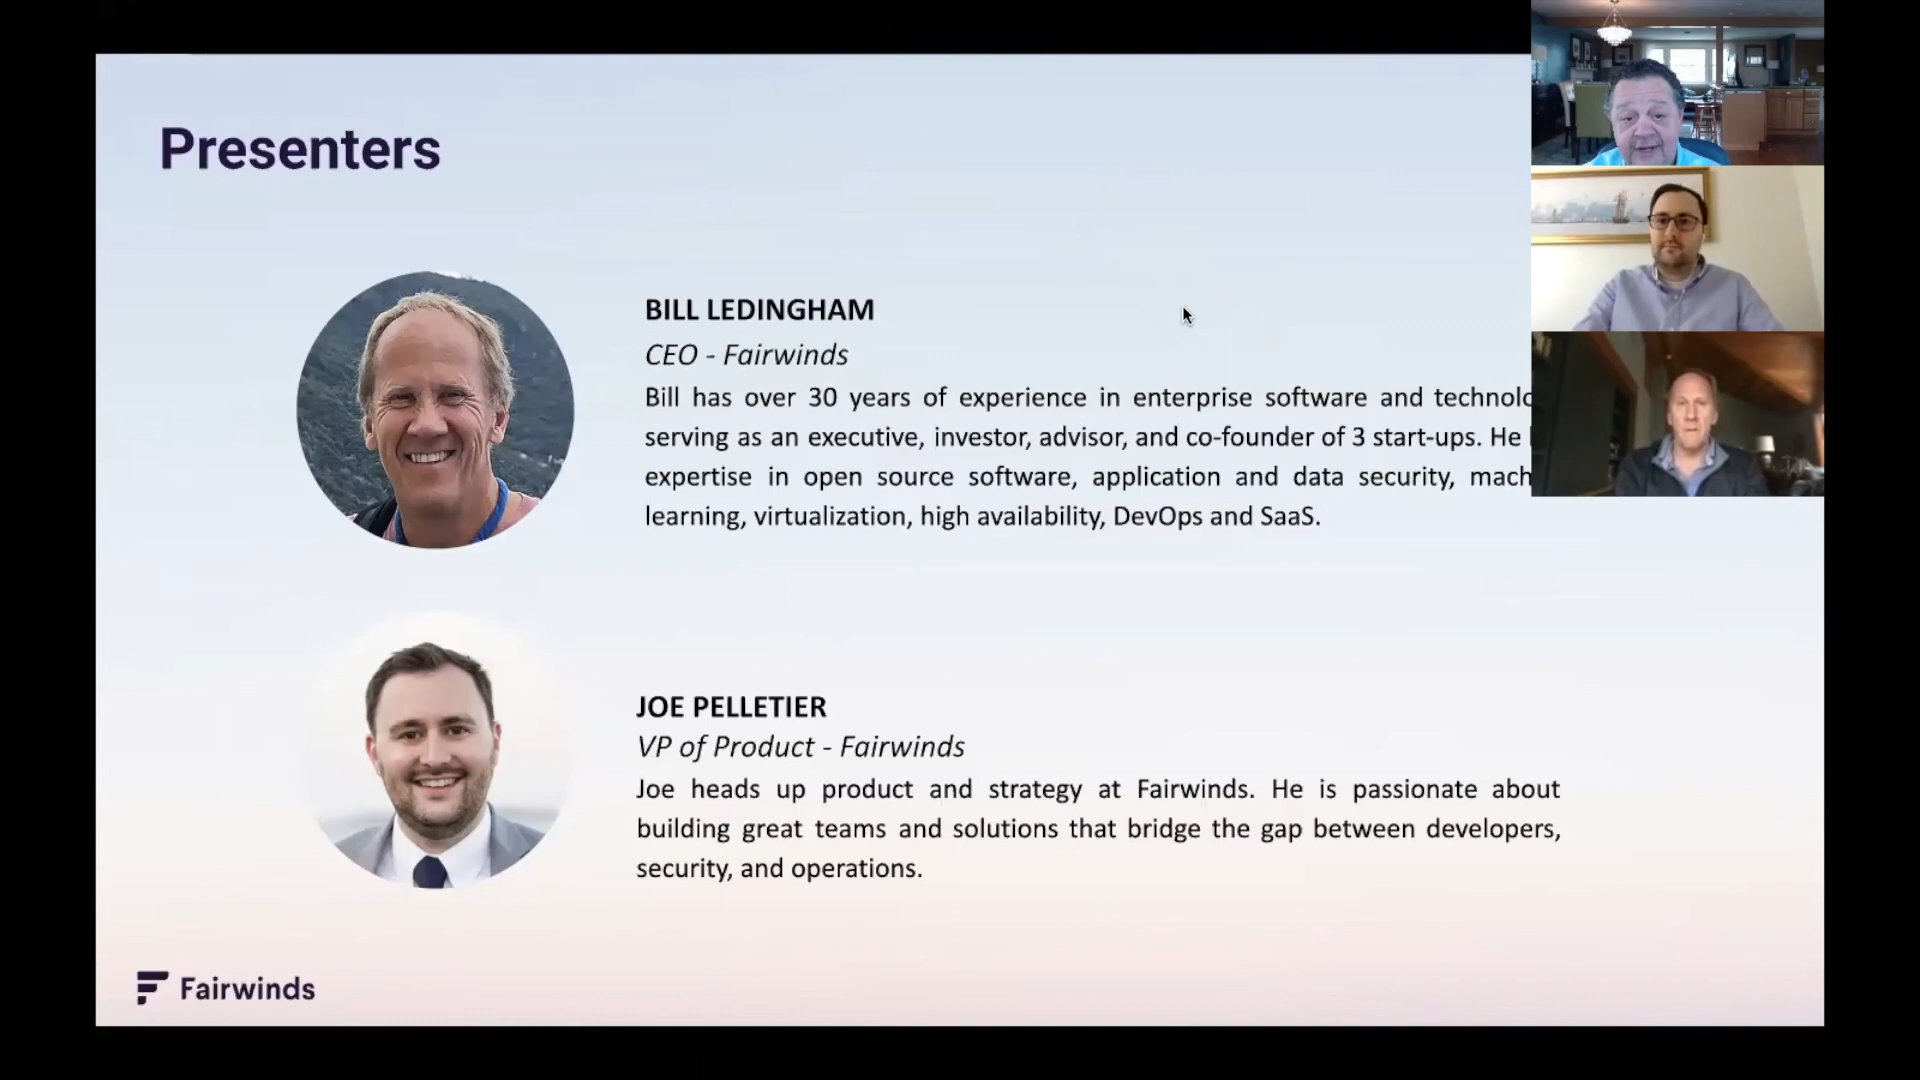 Presenters
BILL LEDINGHAM
CEO - Fairwinds
Bill has over 30 years of experience in enterprise software and technolo
serving as an executive, investor, advisor, and co-founder of 3 start-ups. He
expertise in open source software, application and data security, mach
learning, virtualization, high availability, DevOps and SaaS.
JOE PELLETIER
VP of Product - Fairwinds
Joe heads up product and strategy at Fairwinds. He is passionate about
building great teams and solutions that bridge the gap between developers,
security, and operations.
Fairwinds